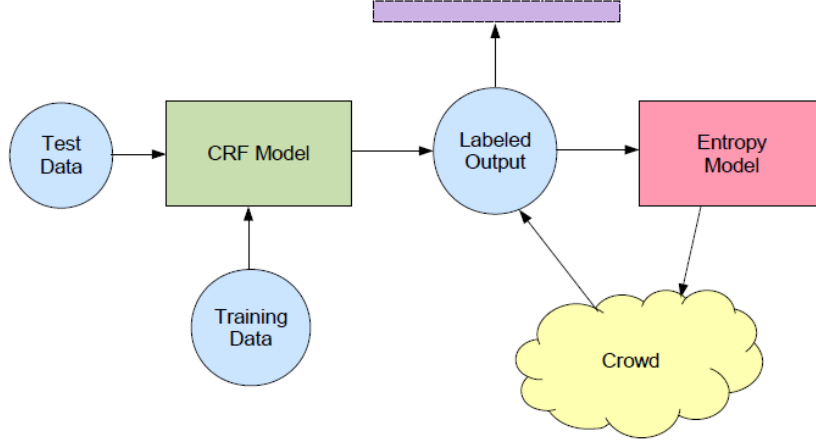 Test
Data
CRF Model
Labeled
Output
Entropy
Model
Training
Data
Crowd